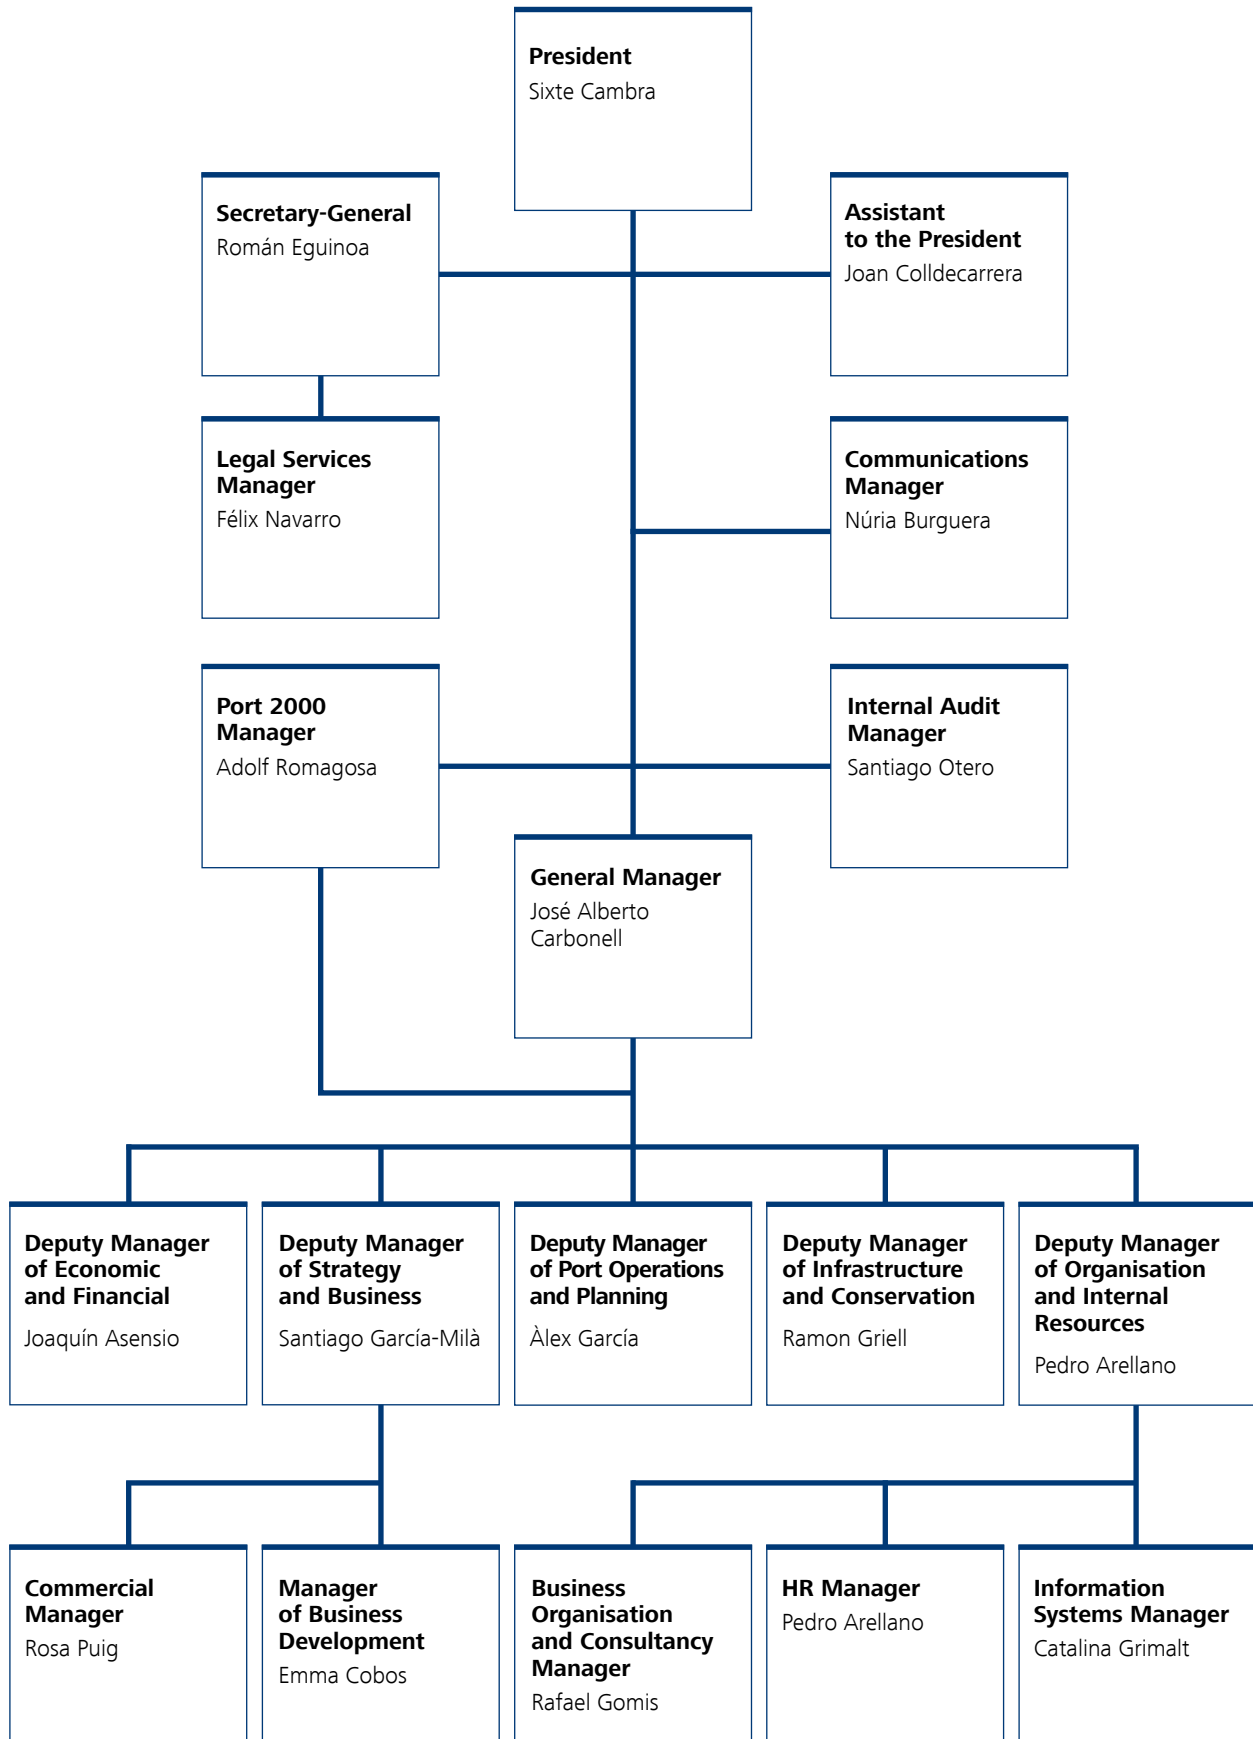 President
Sixte Cambra
Secretary-General
Román Eguinoa
Assistant
to the President
Joan Colldecarrera
Legal Services
Manager
Félix Navarro
Communications
Manager
Núria Burguera
Port 2000
Manager
Adolf Romagosa
Internal Audit
Manager
Santiago Otero
General Manager
José Alberto
Carbonell
Deputy Manager
of Economic
and Financial
Joaquín Asensio
Deputy Manager
of Strategy
and Business
Santiago García-Milà
Deputy Manager
of Port Operations
and Planning
Àlex García
Deputy Manager
of Infrastructure
and Conservation
Ramon Griell
Deputy Manager
of Organisation
and Internal
Resources
Pedro Arellano
Commercial
Manager
Rosa Puig
Manager
of Business
Development
Emma Cobos
Business
Organisation
and Consultancy
Manager
Rafael Gomis
HR Manager
Pedro Arellano
Information
Systems Manager
Catalina Grimalt